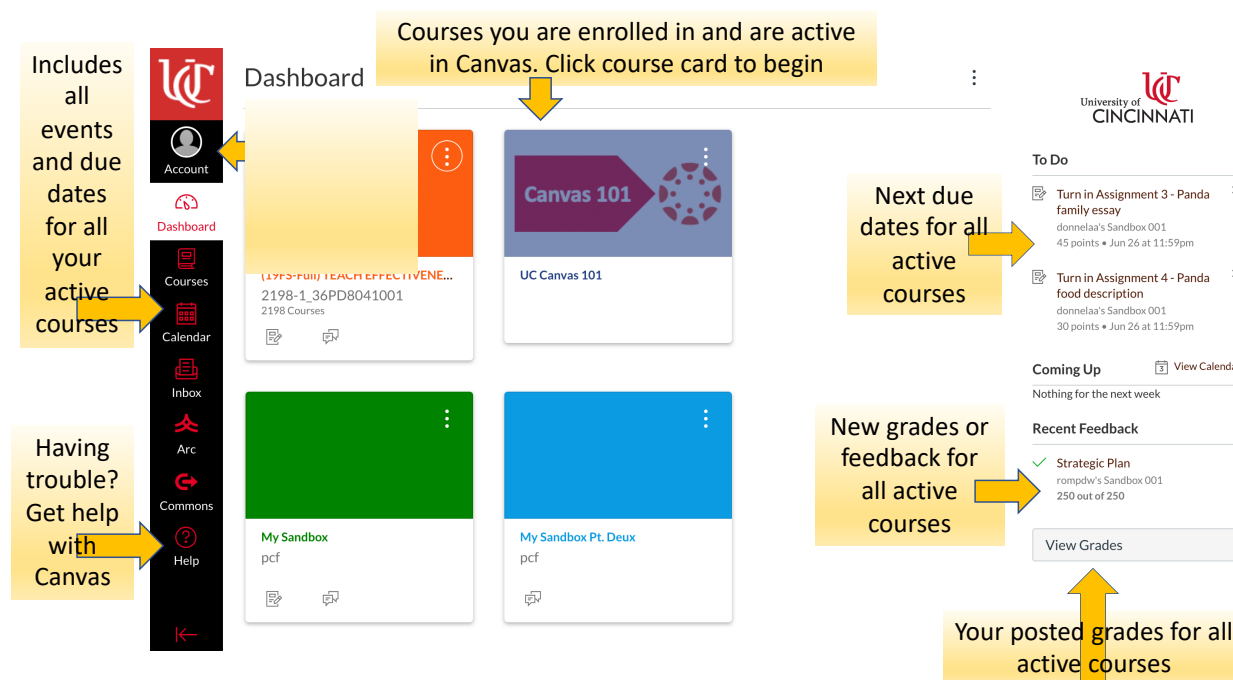 Courses you are enrolled in and are active
in Canvas. Click course card to begin
Includes
all
events
and due
dates
for all
your
active
courses
Having
trouble?
Get help
with
Canvas
UC
Account
Dashboard
Courses
Calendar
Inbox
Arc
Commons
Help
Dashboard
(19FS-Full) TEACH EFFECTIVENE...
2198-1_36PD8041001
2198 Courses
Canvas 101
UC Canvas 101
My Sandbox
pcf
My Sandbox Pt. Deux
pcf
Next due
dates for all
active
courses
New grades or
feedback for
all active
courses
UC
University of
CINCINNATI
To Do
Turn in Assignment 3 - Panda
family essay
donnelaa's Sandbox 001
45 points • Jun 26 at 11:59pm
Turn in Assignment 4 - Panda
food description
donnelaa's Sandbox 001
30 points • Jun 26 at 11:59pm
Coming Up
3 View Calenda
Nothing for the next week
Recent Feedback
Strategic Plan
rompdw's Sandbox 001
250 out of 250
View Grades
Your posted grades for all
active courses